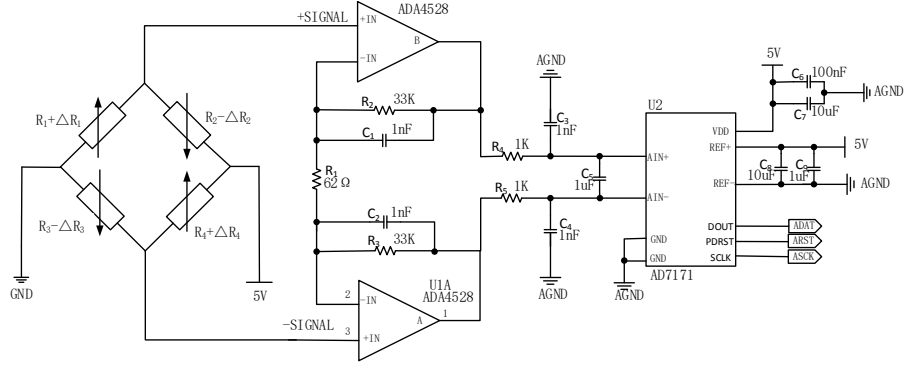 +SIGNAL
ADA4528
+IN
B
-IN
R1+△R1
R2-△R2
R3-△R3
R4+△R4
GND
5V
R2 33K
C1 1nF
R1
62Ω
C2 1nF
R3 33K
U1A
ADA4528
2 -IN
A 1
3 +IN
-SIGNAL
AGND
C3
1nF
R4 1K
C5
1uF
R5 1K
C4
1nF
AGND
U2
AIN+
AIN-
GND
GND
AGND
VDD
REF+
REF-
DOUT
PDRST
SCLK
AD7171
5V
C6 100nF
AGND
C7 10uF
5V
C8
10uF
C9
1uF
AGND
ADAT
ARST
ASCK